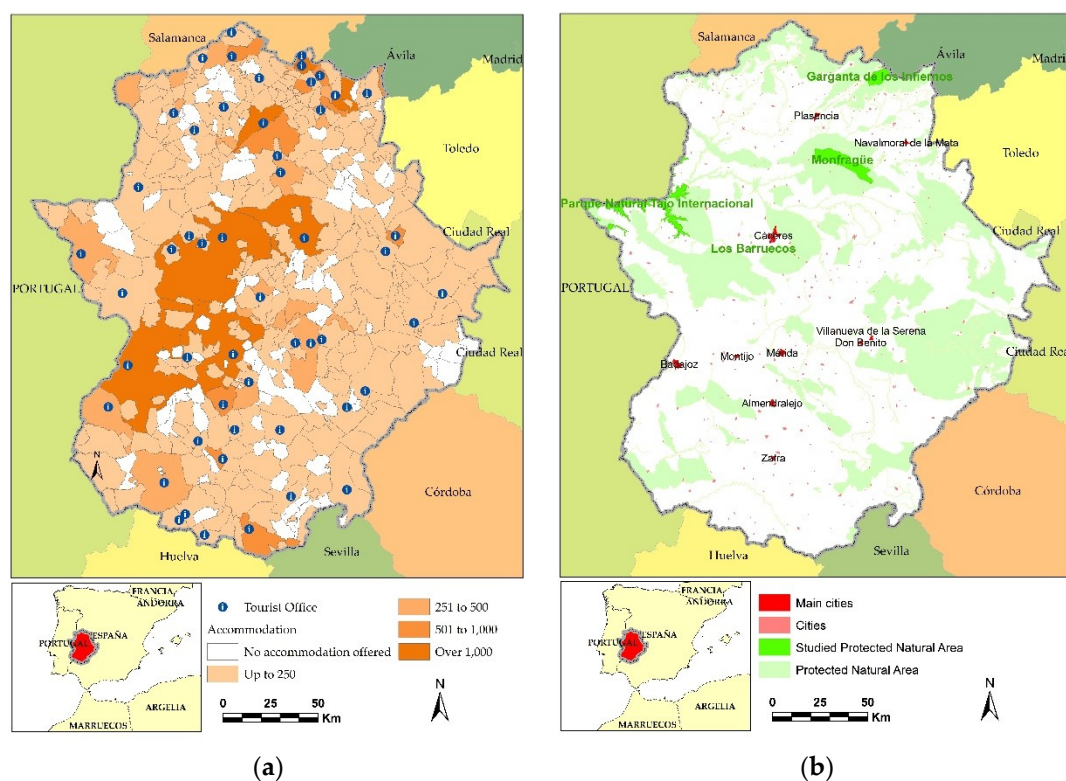 Salamanca
Ávila
Madrid
Toledo
Ciudad Real
PORTUGAL
Ciudad Real
Córdoba
Huelva
Sevilla
N
FRANCIA
ANDORRA
PORTUGAL
ESPAÑA
ARGELIA
MARRUECOS
Tourist Office
Accommodation
No accommodation offered
Up to 250
251 to 500
501 to 1,000
Over 1,000
0 25 50
Km
N
(a)
Salamanca
Ávila
Madrid
Garganta de los Infiernos
Plasencia
Navalmoral de la Mata
Toledo
Monfragüe
Parque Natural Tajo Internacional
Cáceres
Los Barruecos
Ciudad Real
PORTUGAL
Villanueva de la Serena
Don Benito
Ciudad Real
Montijo
Mérida
Badajoz
Almendralejo
Zafra
Córdoba
Huelva
Sevilla
FRANCIA
ANDORRA
PORTUGAL
ESPAÑA
ARGELIA
MARRUECOS
Main cities
Cities
Studied Protected Natural Area
Protected Natural Area
0 25 50
Km
N
(b)